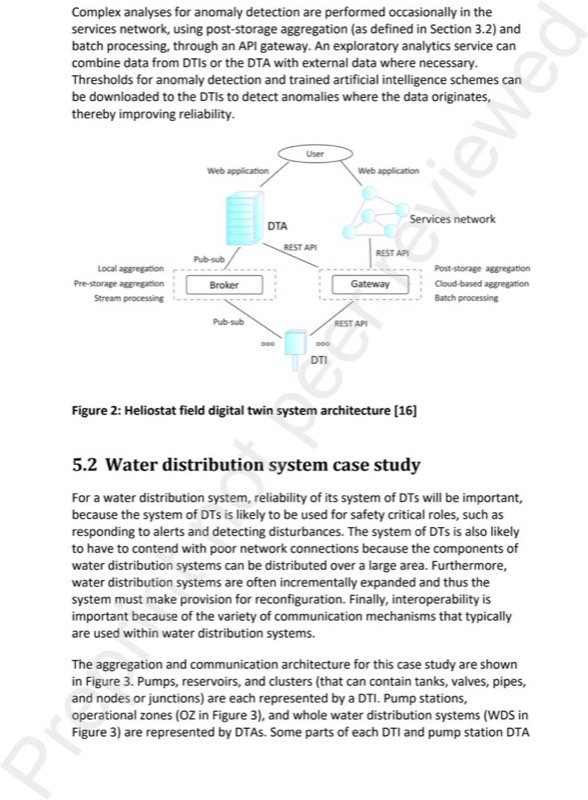 Complex analyses for anomaly detection are performed occasionally in the
services network, using post-storage aggregation (as defined in Section 3.2) and
batch processing, through an API gateway. An exploratory analytics service can
combine data from DTIs or the DTA with external data where necessary.
Thresholds for anomaly detection and trained artificial intelligence schemes can
be downloaded to the DTIs to detect anomalies where the data originates,
thereby improving reliability.
User
Web application
Web application
DTA
Services network
REST API
REST API
Pub-sub
Local aggregation
Pre-storage aggregation
Stream processing
Broker
Gateway
Post-storage aggregation
Cloud-based aggregation
Batch processing
Pub-sub
REST API
ooo
ooo
DTI
Figure 2: Heliostat field digital twin system architecture [16]
5.2 Water distribution system case study
For a water distribution system, reliability of its system of DTs will be important,
because the system of DTs is likely to be used for safety critical roles, such as
responding to alerts and detecting disturbances. The system of DTs is also likely
to have to contend with poor network connections because the components of
water distribution systems can be distributed over a large area. Furthermore,
water distribution systems are often incrementally expanded and thus the
system must make provision for reconfiguration. Finally, interoperability is
important because of the variety of communication mechanisms that typically
are used within water distribution systems.
The aggregation and communication architecture for this case study are shown
in Figure 3. Pumps, reservoirs, and clusters (that can contain tanks, valves, pipes,
and nodes or junctions) are each represented by a DTI. Pump stations,
operational zones (OZ in Figure 3), and whole water distribution systems (WDS in
Figure 3) are represented by DTAs. Some parts of each DTI and pump station DTA
Preprint not peer reviewed